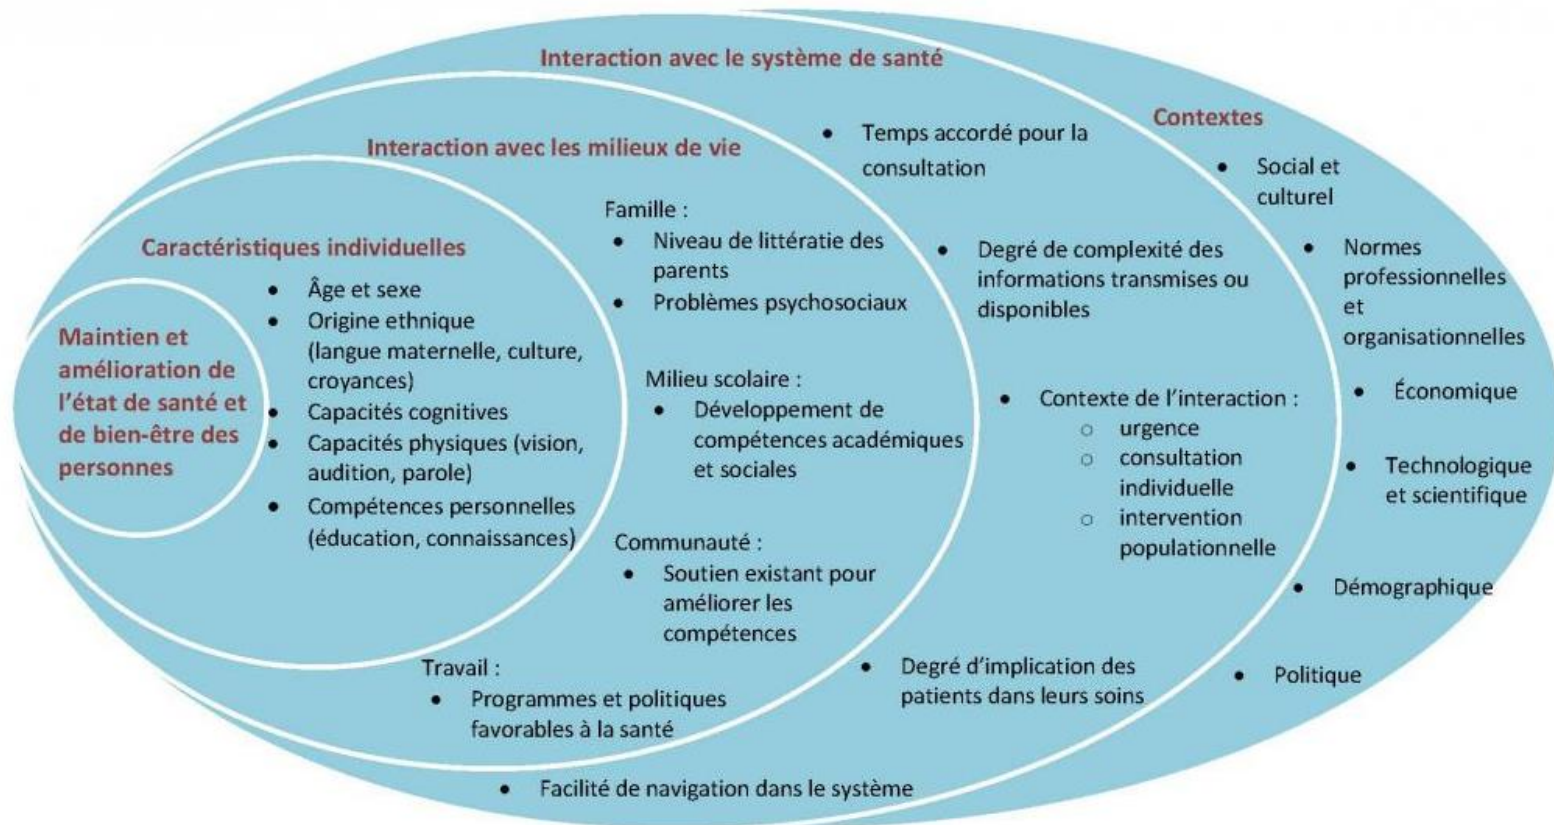 Interaction avec le système de santé
Contextes
Interaction avec les milieux de vie
Caractéristiques individuelles
Maintien et
amélioration de
l'état de santé et
de bien-être des
personnes
• Âge et sexe
• Origine ethnique
(langue maternelle, culture,
croyances)
• Capacités cognitives
• Capacités physiques (vision,
audition, parole)
• Compétences personnelles
(éducation, connaissances)
Famille :
• Niveau de littératie des
parents
• Problèmes psychosociaux
Milieu scolaire :
• Développement de
compétences académiques
et sociales
Communauté :
• Soutien existant pour
améliorer les
compétences
Travail :
• Programmes et politiques
favorables à la santé
• Temps accordé pour la
consultation
• Degré de complexité des
informations transmises ou
disponibles
• Contexte de l'interaction :
○ urgence
○ consultation
individuelle
○ intervention
populationnelle
• Degré d'implication des
patients dans leurs soins
• Facilité de navigation dans le système
• Social et
culturel
• Normes
professionnelles
et
organisationnelles
• Économique
• Technologique
et scientifique
• Démographique
• Politique